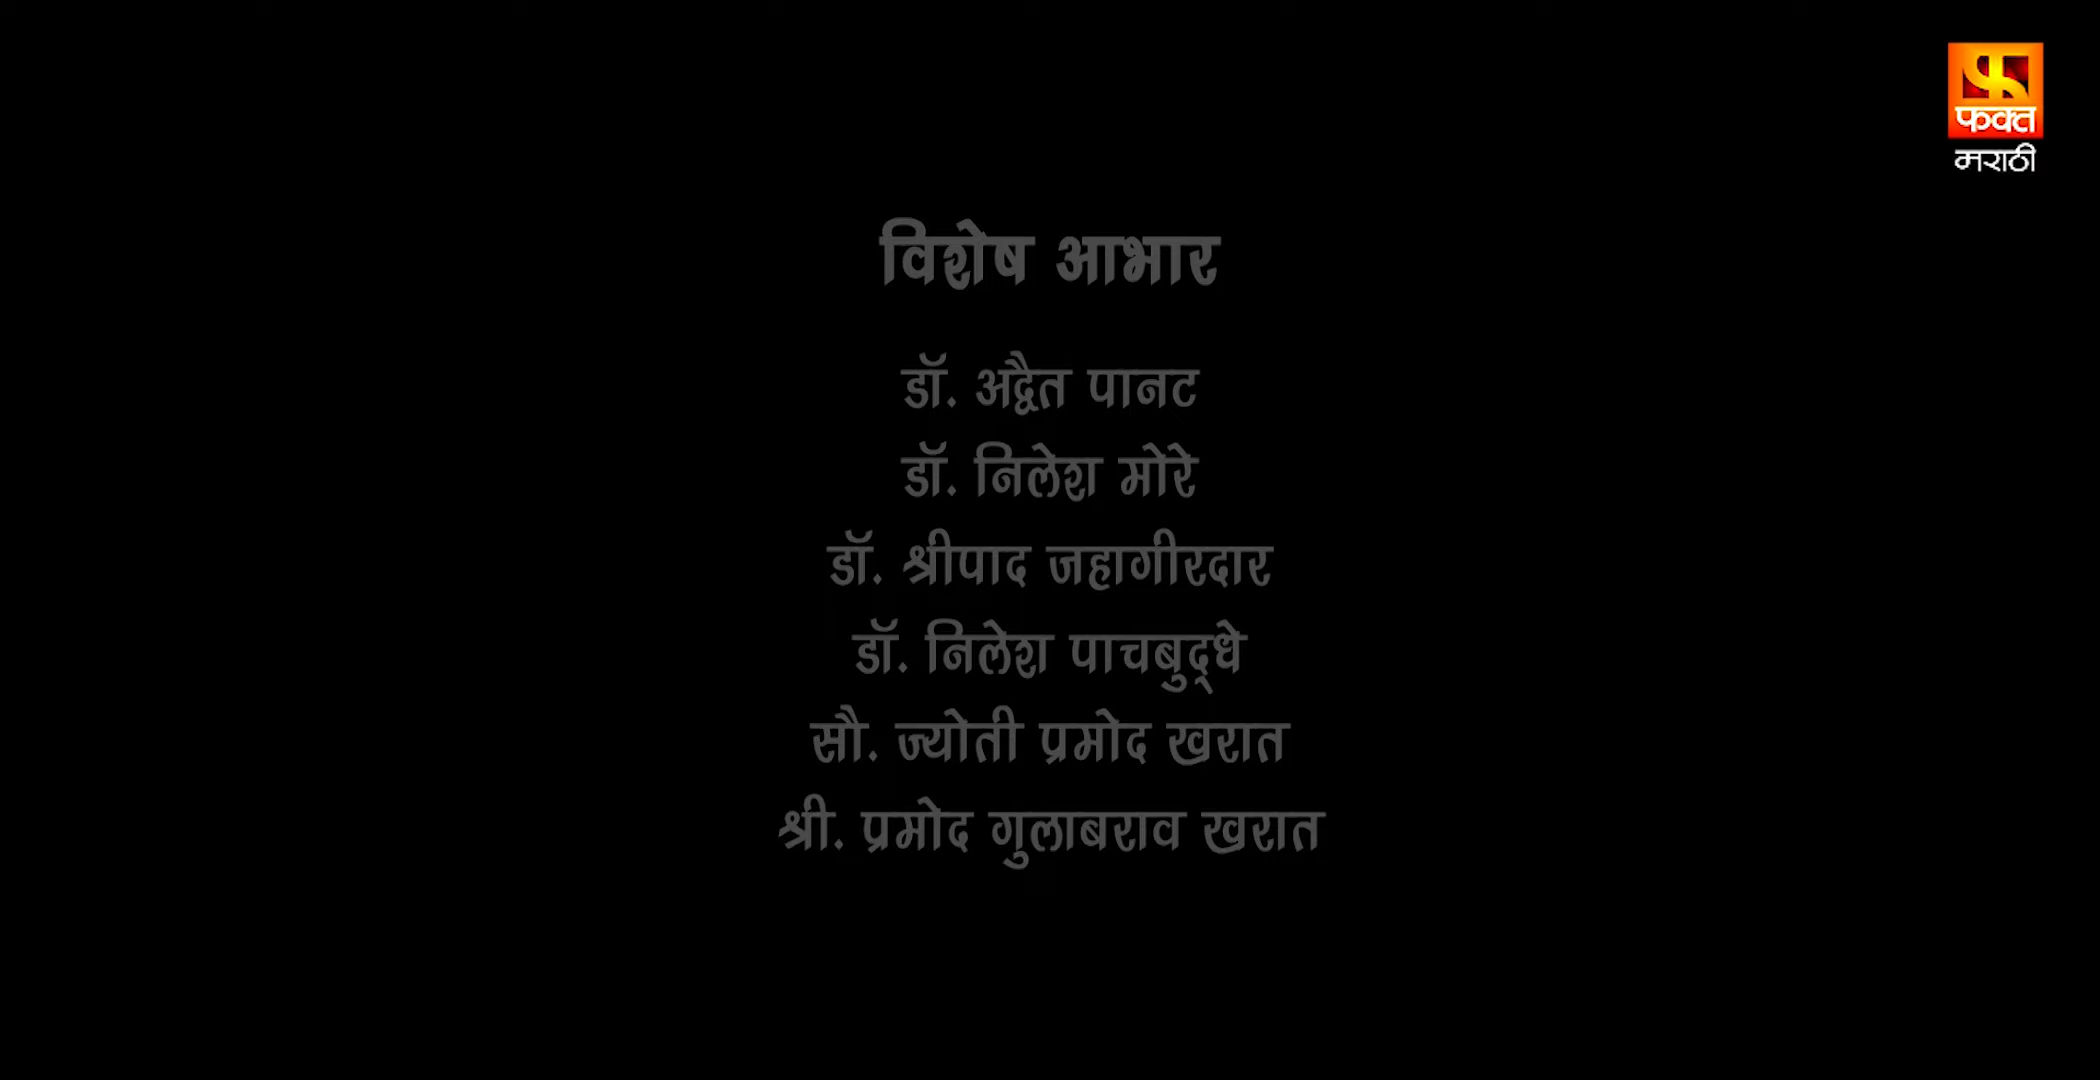 फक्त
मराठी
विशेष आभार
डॉ. अद्वैत पानट
डॉ. निलेश मोरे
डॉ. श्रीपाद जहागीरदार
डॉ. निलेश पाचबुद्धे
सौ. ज्योती प्रमोद खरात
श्री. प्रमोद गुलाबराव खरात